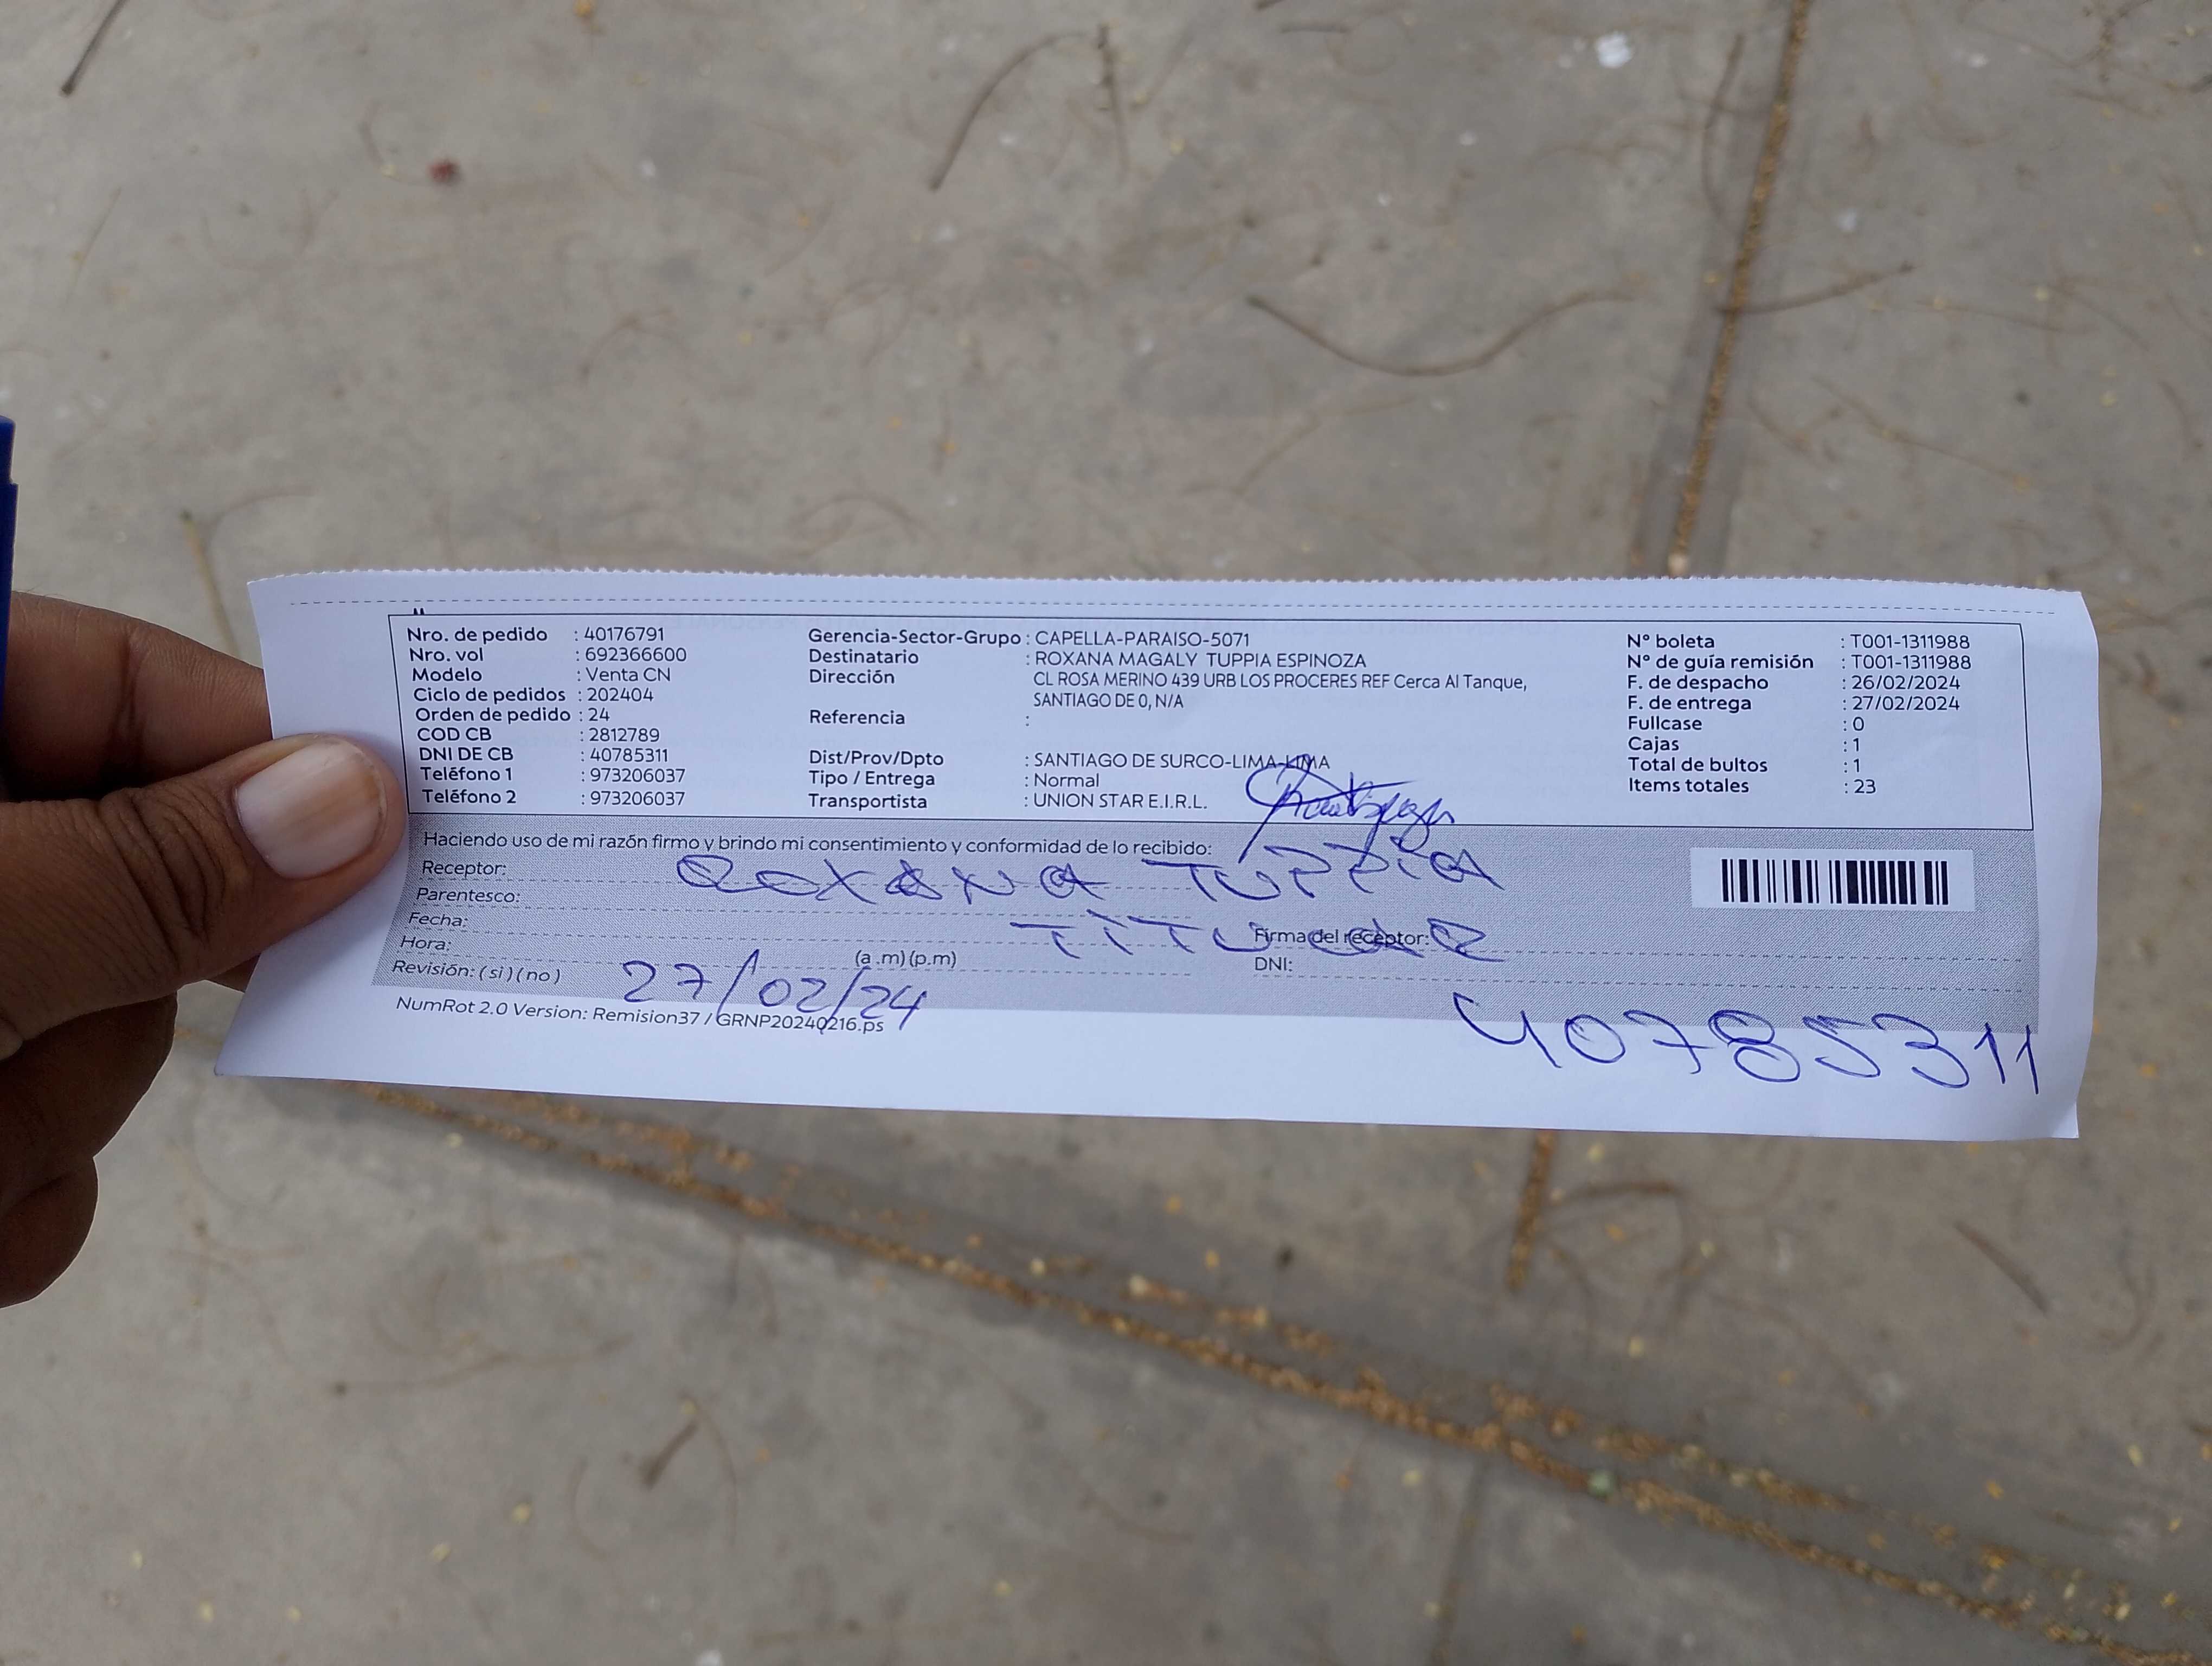 Nro. de pedido : 40176791
Nro. vol : 692366600
Modelo : Venta CN
Ciclo de pedidos : 202404
Orden de pedido : 24
COD CB : 2812789
DNI DE CB : 40785311
Teléfono 1 : 973206037
Teléfono 2 : 973206037
Gerencia-Sector-Grupo : CAPELLA-PARAISO-5071
Destinatario : ROXANA MAGALY TUPPIA ESPINOZA
Dirección CL ROSA MERINO 439 URB LOS PROCERES REF Cerca Al Tanque,
SANTIAGO DE 0, N/A
Referencia :
Dist/Prov/Dpto : SANTIAGO DE SURCO-LIMA-LIMA
Tipo / Entrega : Normal
Transportista : UNION STAR E.I.R.L.
N° boleta : T001-1311988
N° de guía remisión : T001-1311988
F. de despacho : 26/02/2024
F. de entrega : 27/02/2024
Fullcase : 0
Cajas : 1
Total de bultos : 1
Items totales : 23
Haciendo uso de mi razón firmo y brindo mi consentimiento y conformidad de lo recibido:
Receptor: ROXANA TUPPIA
Parentesco: TITULAR
Fecha: 27/02/24
Hora: (a .m) (p.m)
Revisión: ( si ) ( no )
Firma del receptor:
DNI: 40785311
NumRot 2.0 Version: Remision37 / GRNP20240216.ps